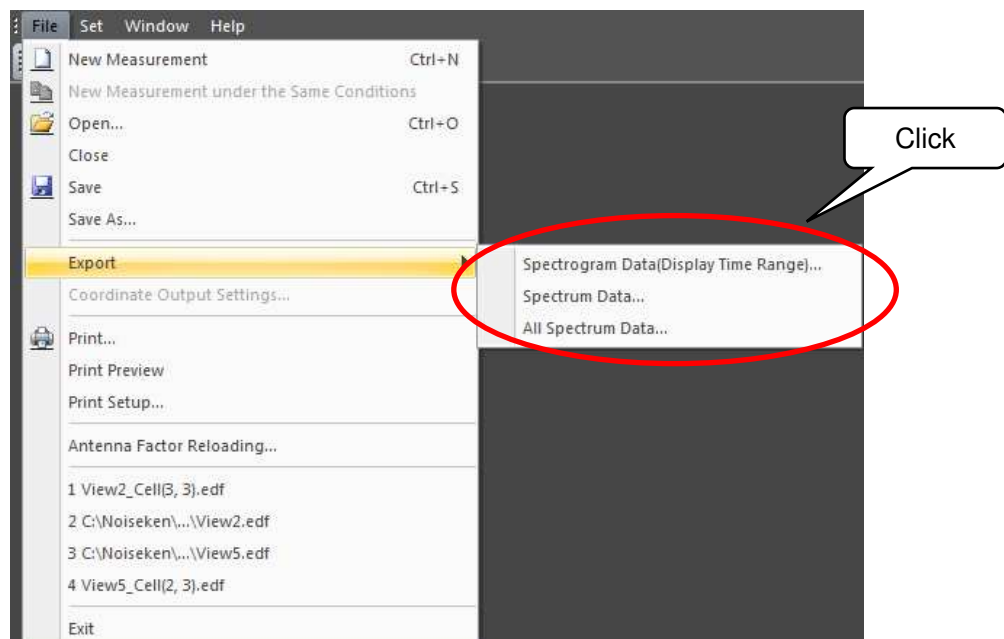 File Set Window Help
New Measurement Ctrl+N
New Measurement under the Same Conditions
Open... Ctrl+O
Click
Close
Save Ctrl+S
Save As...
Export
Spectrogram Data(Display Time Range)...
Coordinate Output Settings...
Spectrum Data...
All Spectrum Data...
Print...
Print Preview
Print Setup...
Antenna Factor Reloading...
1 View2_Cell(3, 3).edf
2 C:\Noiseken\...\View2.edf
3 C:\Noiseken\...\View5.edf
4 View5_Cell(2, 3).edf
Exit